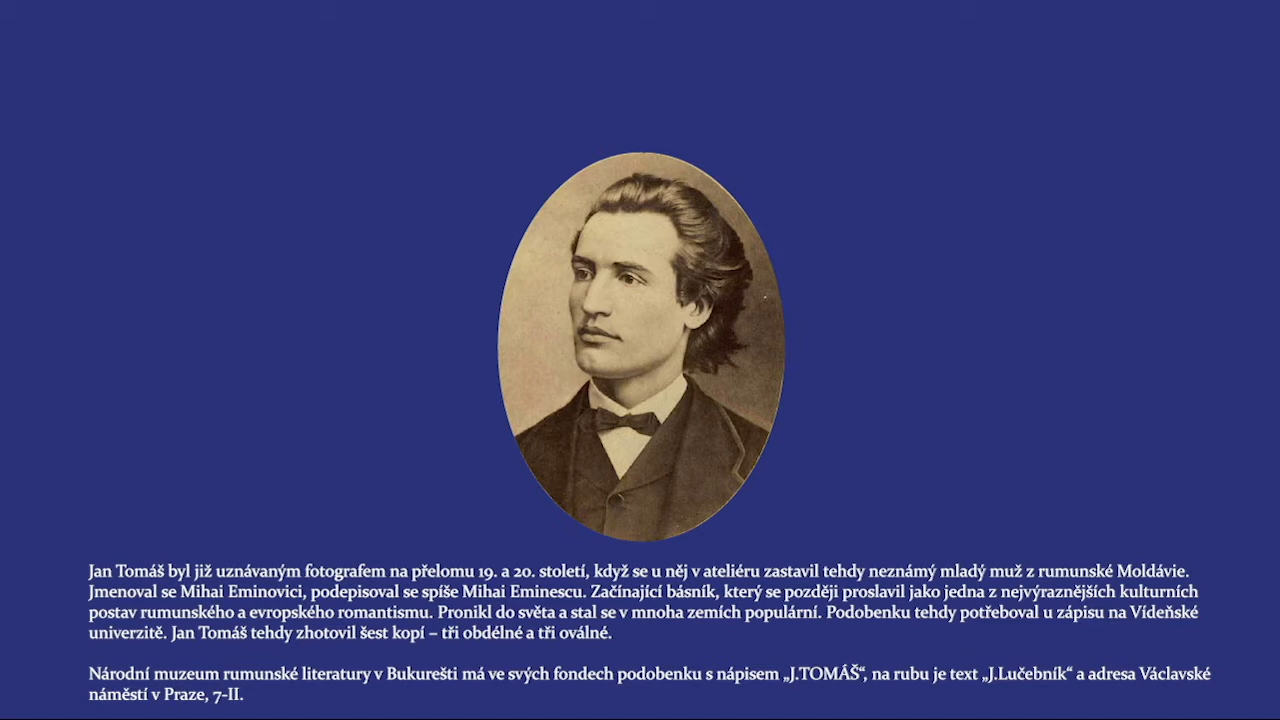 Jan Tomáš byl již uznávaným fotografem na přelomu 19. a 20. století, když se u něj v ateliéru zastavil tehdy neznámý mladý muž z rumunské Moldávie.
Jmenoval se Mihai Eminovici, podepisoval se spíše Mihai Eminescu. Začínající básník, který se později proslavil jako jedna z nejvýraznějších kulturních
postav rumunského a evropského romantismu. Pronikl do světa a stal se v mnoha zemích populární. Podobenku tehdy potřeboval u zápisu na Vídeňské
univerzitě. Jan Tomáš tehdy zhotovil šest kopí – tři obdélné a tři oválné.
Národní muzeum rumunské literatury v Bukurešti má ve svých fondech podobenku s nápisem „J.TOMÁŠ“, na rubu je text „J.Lučebník“ a adresa Václavské
náměstí v Praze, 7-II.